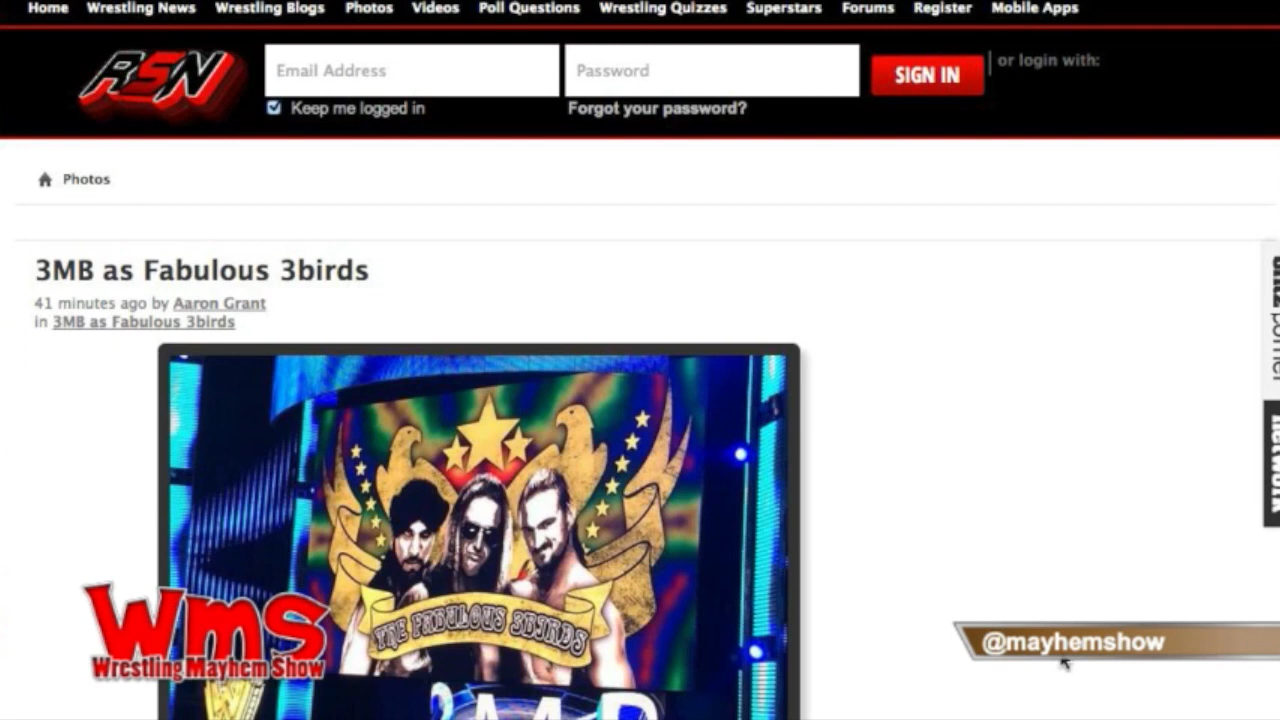 Home Wrestling News Wrestling Blogs Photos Videos Poll Questions Wrestling Quizzes Superstars Forums Register Mobile Apps
RSN
Email Address
Password
SIGN IN
or login with:
Keep me logged in
Forgot your password?
Photos
3MB as Fabulous 3birds
41 minutes ago by Aaron Grant
in 3MB as Fabulous 3birds
THE FABULOUS 3BIRDS
WMS
Wrestling Mayhem Show
@mayhemshow
network